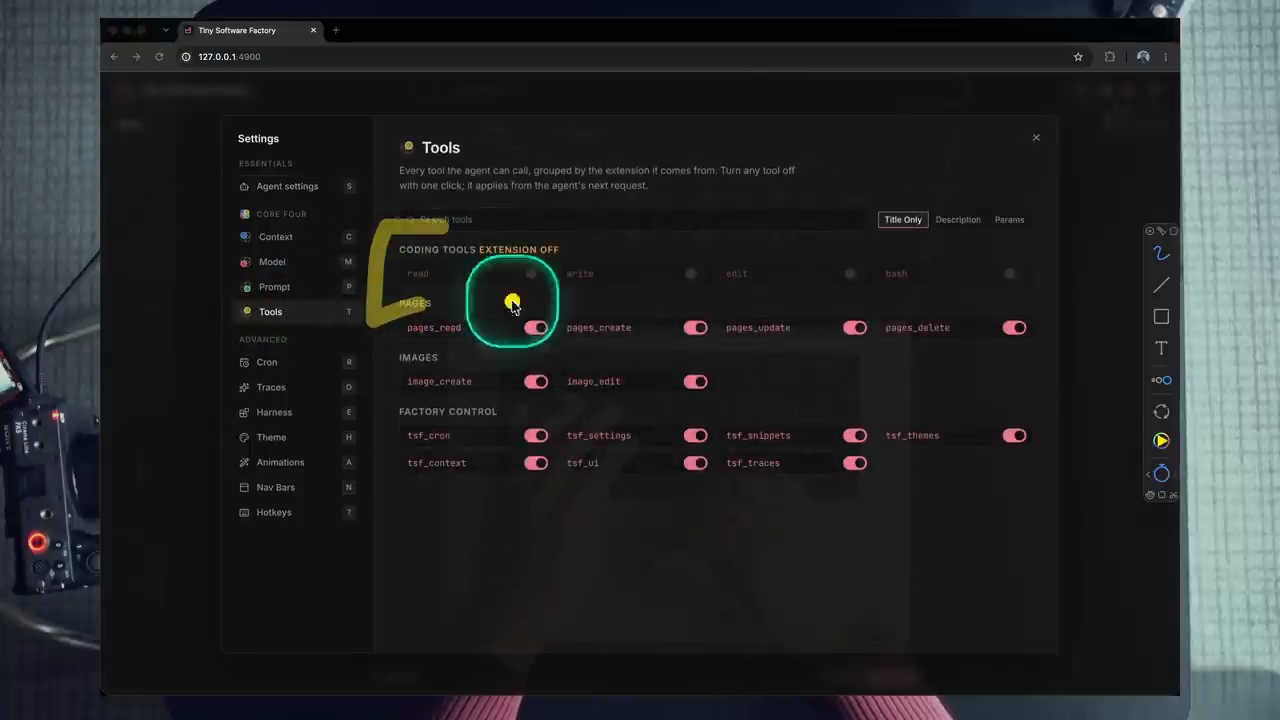 Tiny Software Factory
127.0.0.1:4900
Settings
ESSENTIALS
Agent settings S
CORE FOUR
Context C
Model M
Prompt P
Tools T
ADVANCED
Cron R
Traces O
Harness E
Theme H
Animations A
Nav Bars N
Hotkeys ?
Tools
Every tool the agent can call, grouped by the extension it comes from. Turn any tool off
with one click; it applies from the agent's next request.
Search tools
Title Only Description Params
CODING TOOLS EXTENSION OFF
read write edit bash
PAGES
pages_read pages_create pages_update pages_delete
IMAGES
image_create image_edit
FACTORY CONTROL
tsf_cron tsf_settings tsf_snippets tsf_themes
tsf_context tsf_ui tsf_traces
T